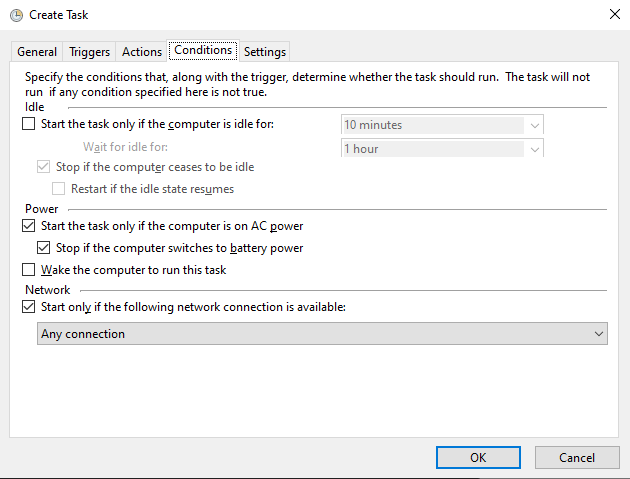 Create Task
General Triggers Actions Conditions Settings
Specify the conditions that, along with the trigger, determine whether the task should run.  The task will not
run  if any condition specified here is not true.
Idle
Start the task only if the computer is idle for: 10 minutes
Wait for idle for: 1 hour
Stop if the computer ceases to be idle
Restart if the idle state resumes
Power
Start the task only if the computer is on AC power
Stop if the computer switches to battery power
Wake the computer to run this task
Network
Start only if the following network connection is available:
Any connection
OK Cancel